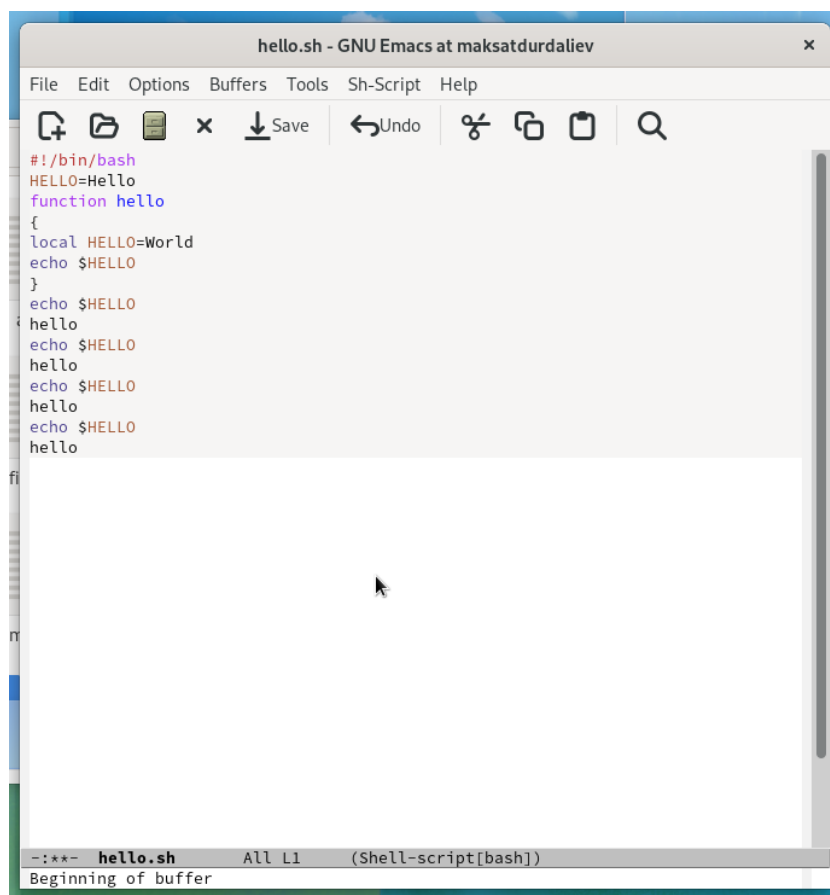 hello.sh - GNU Emacs at maksatdurdaliev
File Edit Options Buffers Tools Sh-Script Help
Save Undo
#!/bin/bash
HELLO=Hello
function hello
{
local HELLO=World
echo $HELLO
}
echo $HELLO
hello
echo $HELLO
hello
echo $HELLO
hello
echo $HELLO
hello
fi
-:**- hello.sh All L1 (Shell-script[bash])
Beginning of buffer